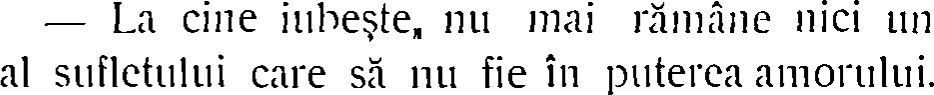 — La cine iubește, nu mai rămâne nici un
al sufletului care să nu fie în puterea amorului.